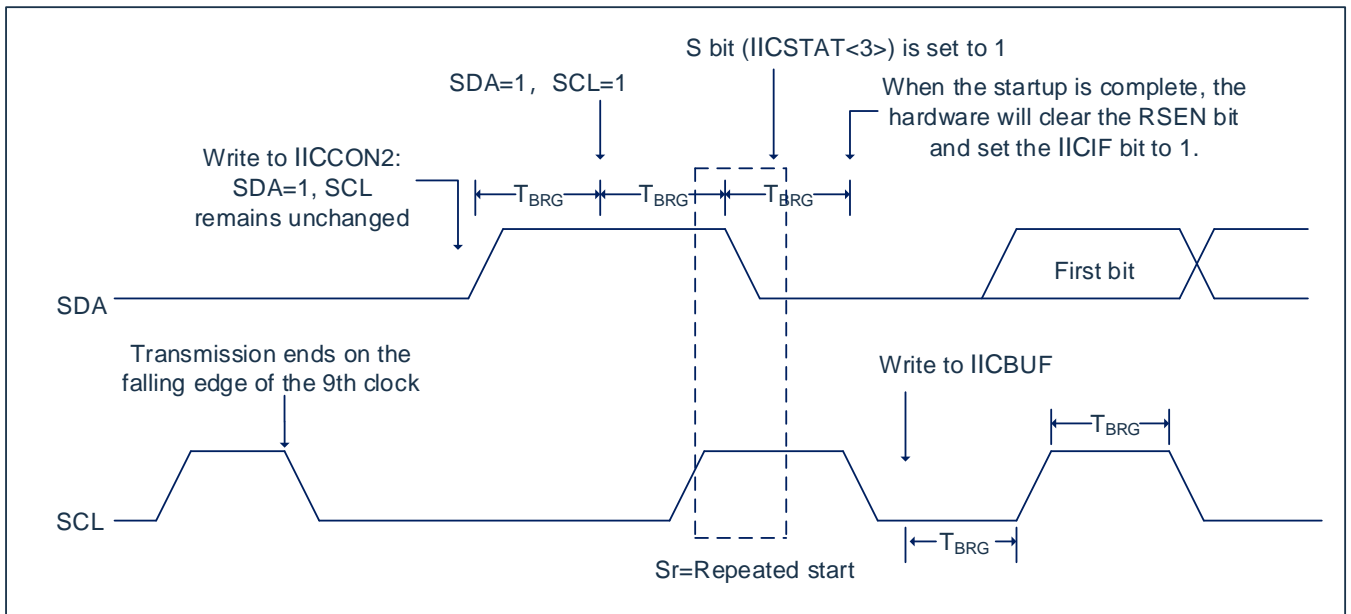 S bit (IICSTAT<3>) is set to 1
SDA=1, SCL=1
When the startup is complete, the
hardware will clear the RSEN bit
and set the IICIF bit to 1.
Write to IICCON2:
SDA=1, SCL
remains unchanged
TBRG
TBRG
TBRG
First bit
SDA
Transmission ends on the
falling edge of the 9th clock
Write to IICBUF
TBRG
SCL
TBRG
Sr=Repeated start